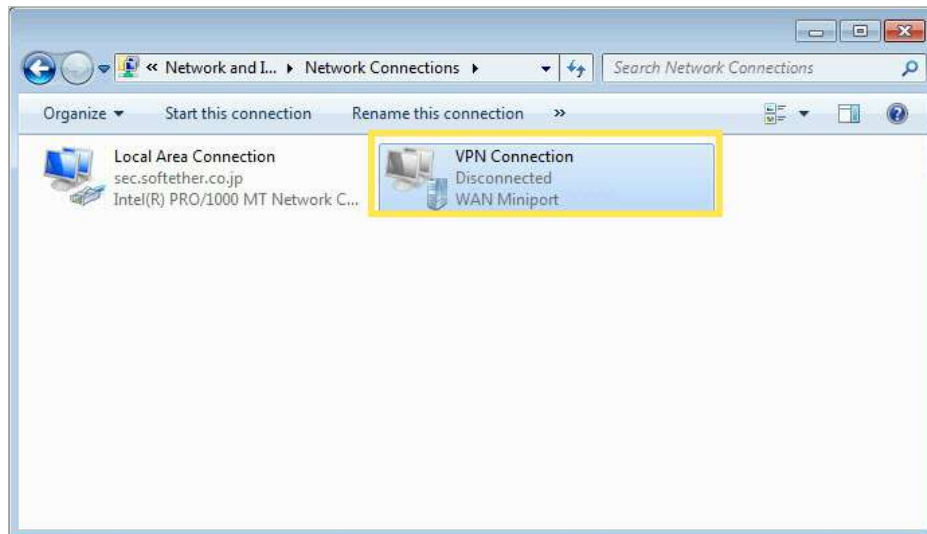 « Network and I... ▸ Network Connections ▸
Search Network Connections
Organize ▾ Start this connection Rename this connection »
Local Area Connection
sec.softether.co.jp
Intel(R) PRO/1000 MT Network C...
VPN Connection
Disconnected
WAN Miniport